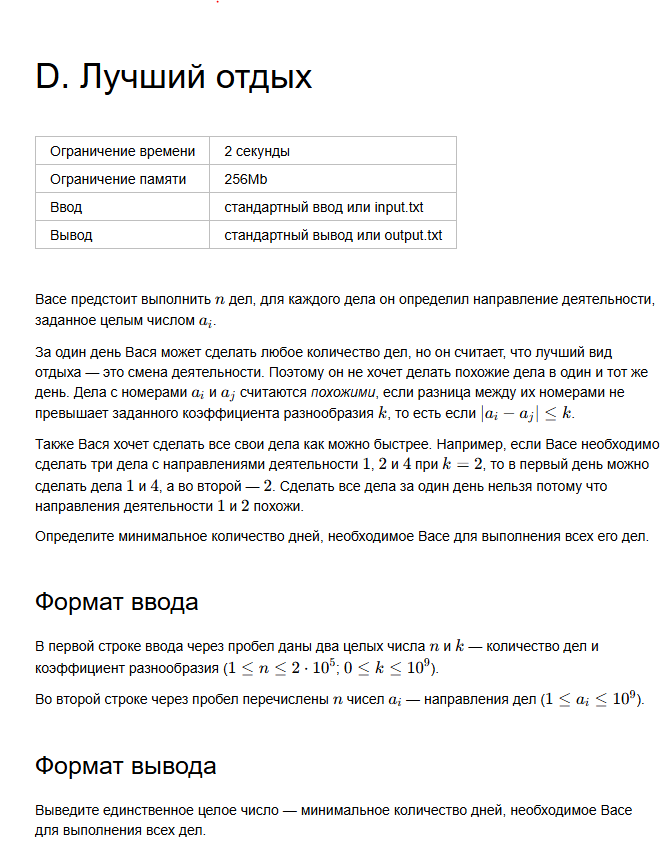 D. Лучший отдых
Ограничение времени 2 секунды
Ограничение памяти 256Mb
Ввод стандартный ввод или input.txt
Вывод стандартный вывод или output.txt
Васе предстоит выполнить n дел, для каждого дела он определил направление деятельности,
заданное целым числом a_i.
За один день Вася может сделать любое количество дел, но он считает, что лучший вид
отдыха — это смена деятельности. Поэтому он не хочет делать похожие дела в один и тот же
день. Дела с номерами a_i и a_j считаются похожими, если разница между их номерами не
превышает заданного коэффициента разнообразия k, то есть если |a_i − a_j| ≤ k.
Также Вася хочет сделать все свои дела как можно быстрее. Например, если Васе необходимо
сделать три дела с направлениями деятельности 1, 2 и 4 при k = 2, то в первый день можно
сделать дела 1 и 4, а во второй — 2. Сделать все дела за один день нельзя потому что
направления деятельности 1 и 2 похожи.
Определите минимальное количество дней, необходимое Васе для выполнения всех его дел.
Формат ввода
В первой строке ввода через пробел даны два целых числа n и k — количество дел и
коэффициент разнообразия (1 ≤ n ≤ 2 · 10^5; 0 ≤ k ≤ 10^9).
Во второй строке через пробел перечислены n чисел a_i — направления дел (1 ≤ a_i ≤ 10^9).
Формат вывода
Выведите единственное целое число — минимальное количество дней, необходимое Васе
для выполнения всех дел.